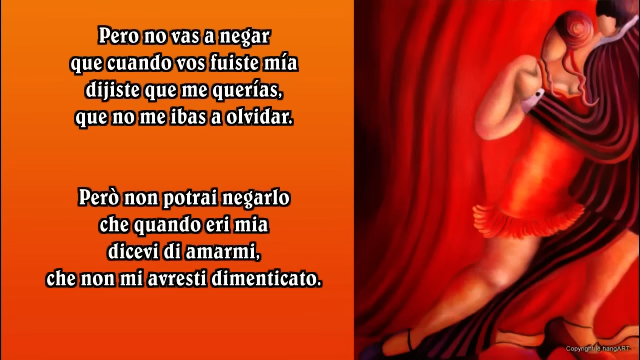 Pero no vas a negar
que cuando vos fuiste mía
dijiste que me querías,
que no me ibas a olvidar.
Però non potrai negarlo
che quando eri mia
dicevi di amarmi,
che non mi avresti dimenticato.